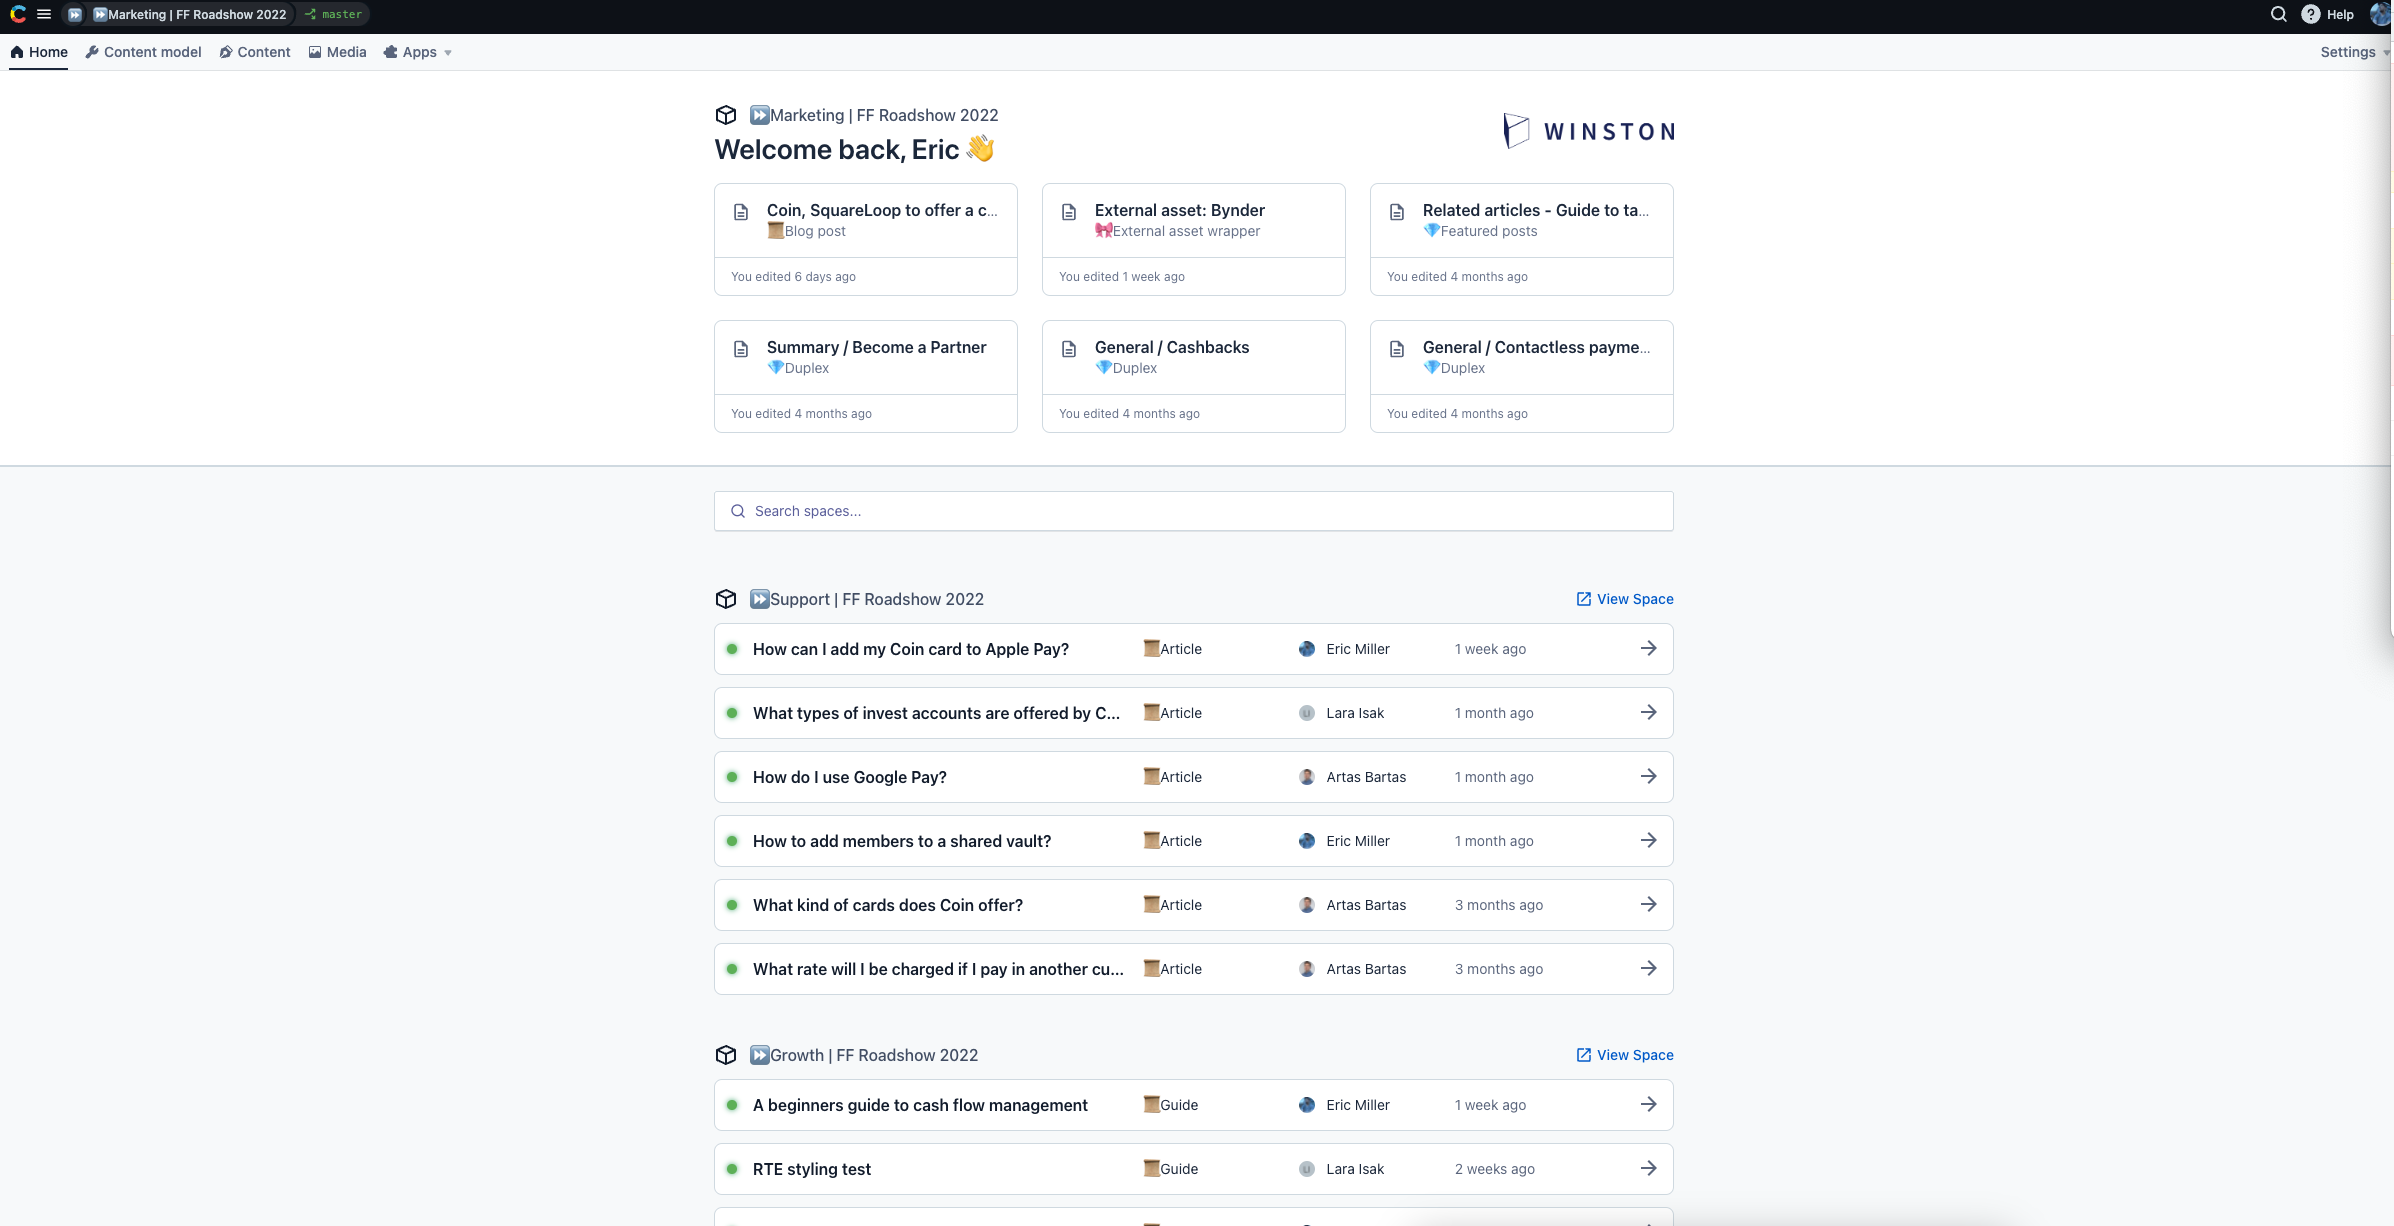 Marketing | FF Roadshow 2022 master Help
Home Content model Content Media Apps Settings
Marketing | FF Roadshow 2022
Welcome back, Eric
WINSTON
Coin, SquareLoop to offer a c...
Blog post
You edited 6 days ago
External asset: Bynder
External asset wrapper
You edited 1 week ago
Related articles - Guide to ta...
Featured posts
You edited 4 months ago
Summary / Become a Partner
Duplex
You edited 4 months ago
General / Cashbacks
Duplex
You edited 4 months ago
General / Contactless payme...
Duplex
You edited 4 months ago
Search spaces...
Support | FF Roadshow 2022 View Space
How can I add my Coin card to Apple Pay? Article Eric Miller 1 week ago
What types of invest accounts are offered by C... Article Lara Isak 1 month ago
How do I use Google Pay? Article Artas Bartas 1 month ago
How to add members to a shared vault? Article Eric Miller 1 month ago
What kind of cards does Coin offer? Article Artas Bartas 3 months ago
What rate will I be charged if I pay in another cu... Article Artas Bartas 3 months ago
Growth | FF Roadshow 2022 View Space
A beginners guide to cash flow management Guide Eric Miller 1 week ago
RTE styling test Guide Lara Isak 2 weeks ago